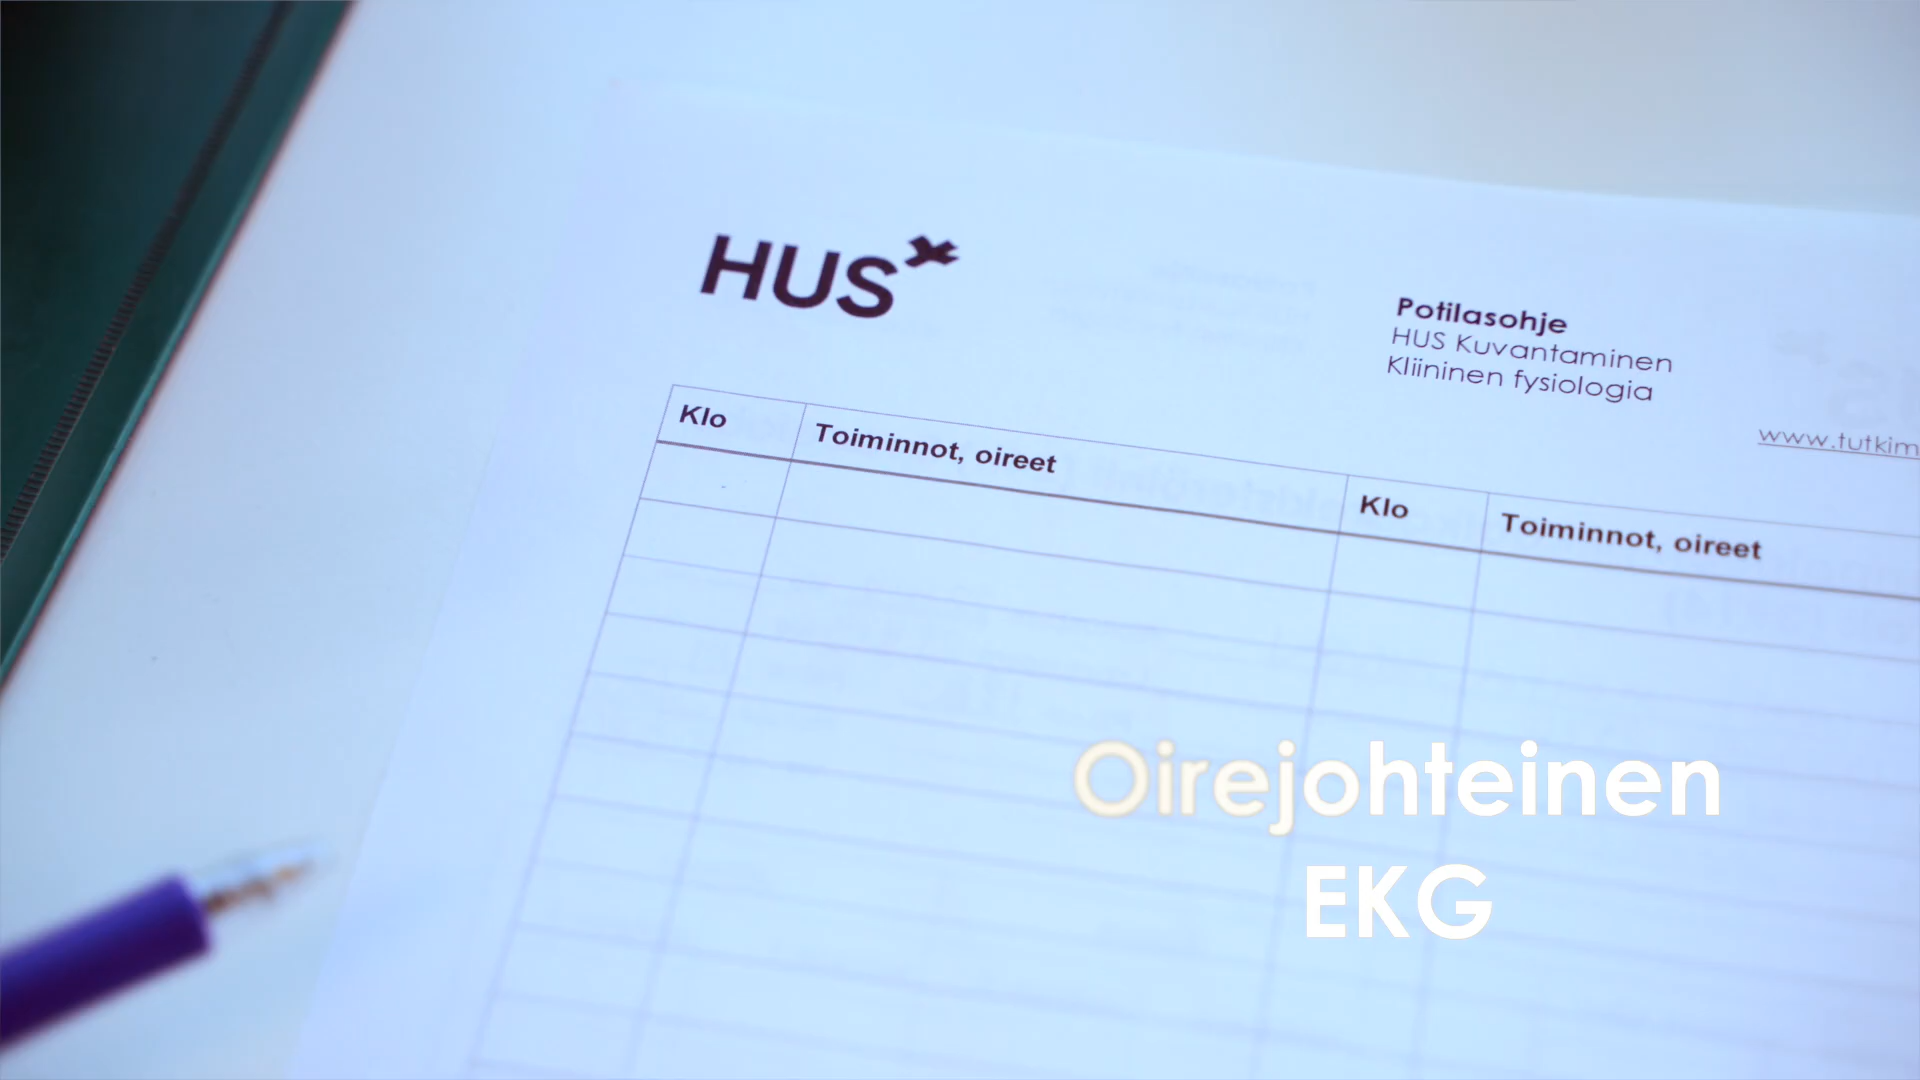 HUS
Potilasohje
HUS Kuvantaminen
Kliininen fysiologia
www.tutkim
Klo
Toiminnot, oireet
Klo
Toiminnot, oireet
Oirejohteinen
EKG